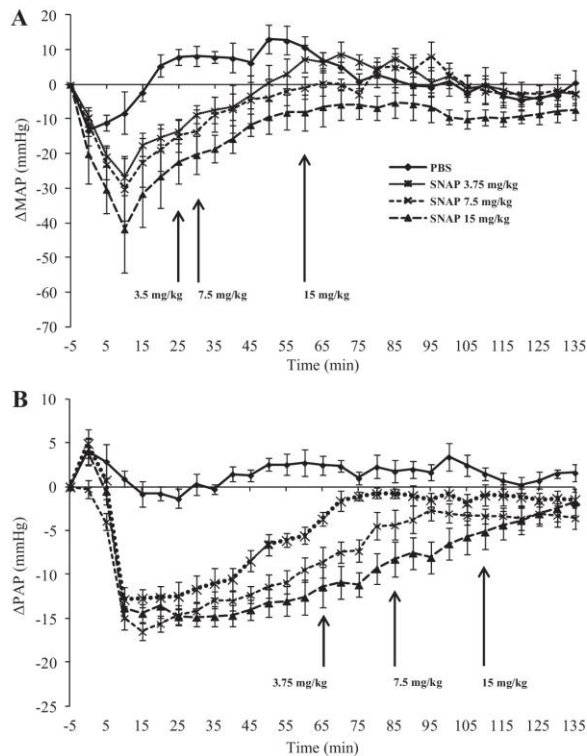 A
20
10
0
-10
-20
-30
-40
-50
-60
-70
ΔMAP (mmHg)
PBS
SNAP 3.75 mg/kg
SNAP 7.5 mg/kg
SNAP 15 mg/kg
3.5 mg/kg 7.5 mg/kg 15 mg/kg
-5 5 15 25 35 45 55 65 75 85 95 105 115 125 135
Time (min)
B
10
5
0
-5
-10
-15
-20
-25
ΔPAP (mmHg)
3.75 mg/kg 7.5 mg/kg 15 mg/kg
-5 5 15 25 35 45 55 65 75 85 95 105 115 125 135
Time (min)